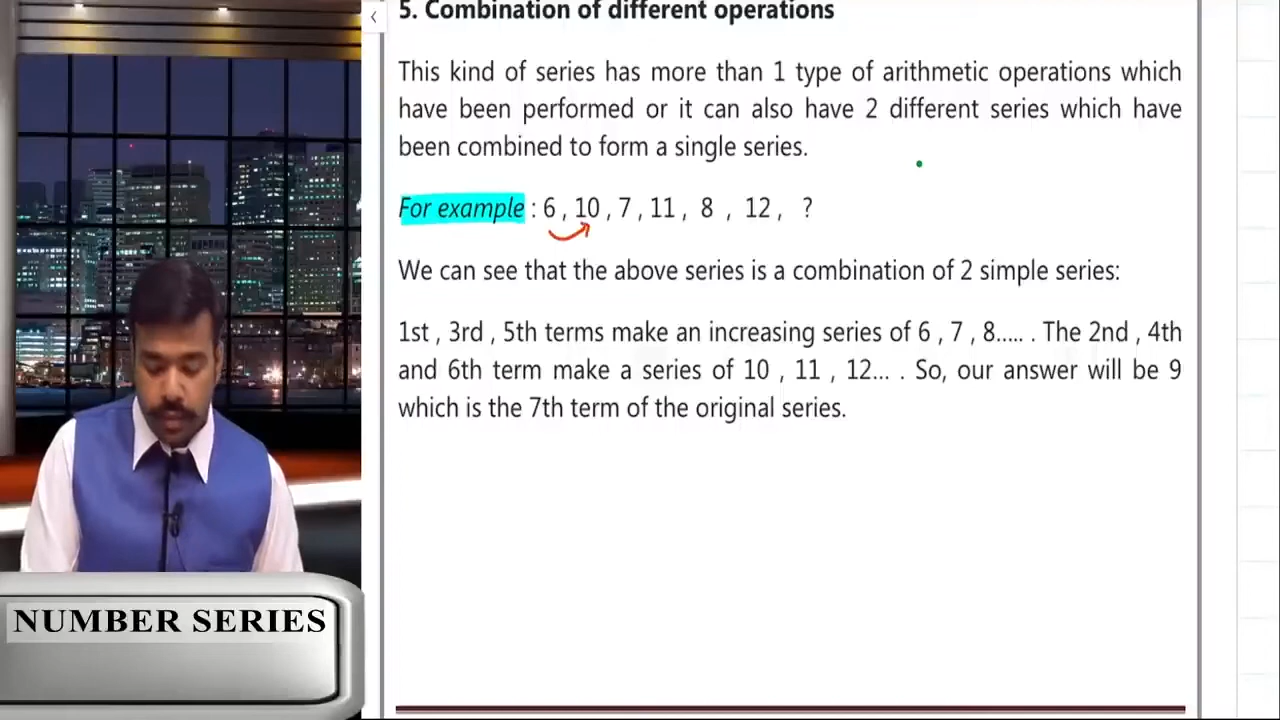 5. Combination of different operations
This kind of series has more than 1 type of arithmetic operations which
have been performed or it can also have 2 different series which have
been combined to form a single series.
For example : 6 , 10 , 7 , 11 , 8 , 12 , ?
We can see that the above series is a combination of 2 simple series:
1st , 3rd , 5th terms make an increasing series of 6 , 7 , 8..... . The 2nd , 4th
and 6th term make a series of 10 , 11 , 12... . So, our answer will be 9
which is the 7th term of the original series.
NUMBER SERIES